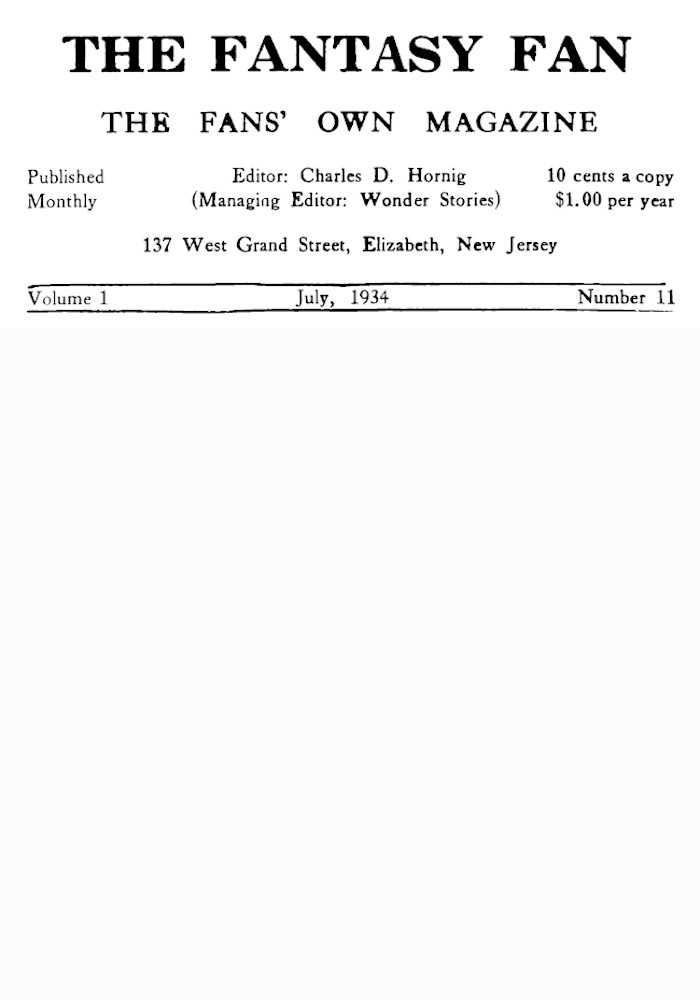 THE FANTASY FAN
THE FANS' OWN MAGAZINE
Published Editor: Charles D. Hornig 10 cents a copy
Monthly (Managing Editor: Wonder Stories) $1.00 per year
137 West Grand Street, Elizabeth, New Jersey
Volume 1 July, 1934 Number 11